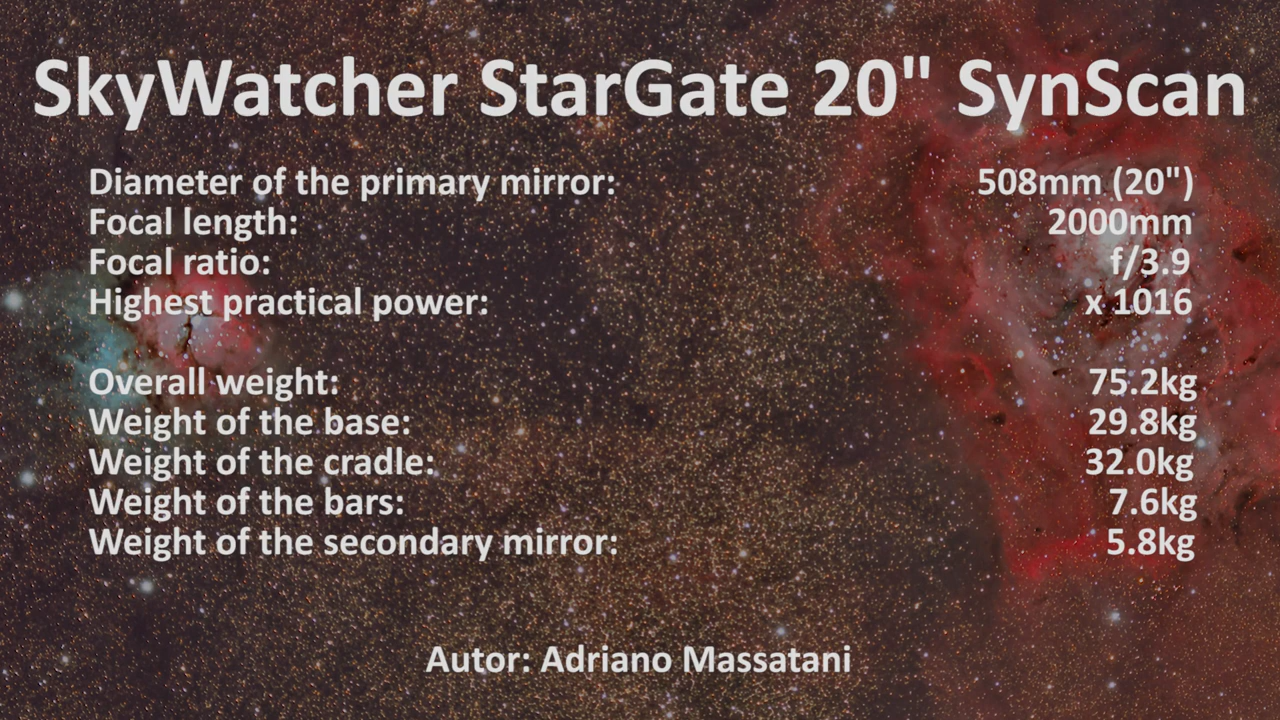 SkyWatcher StarGate 20" SynScan
Diameter of the primary mirror: 508mm (20")
Focal length: 2000mm
Focal ratio: f/3.9
Highest practical power: x 1016
Overall weight: 75.2kg
Weight of the base: 29.8kg
Weight of the cradle: 32.0kg
Weight of the bars: 7.6kg
Weight of the secondary mirror: 5.8kg
Autor: Adriano Massatani